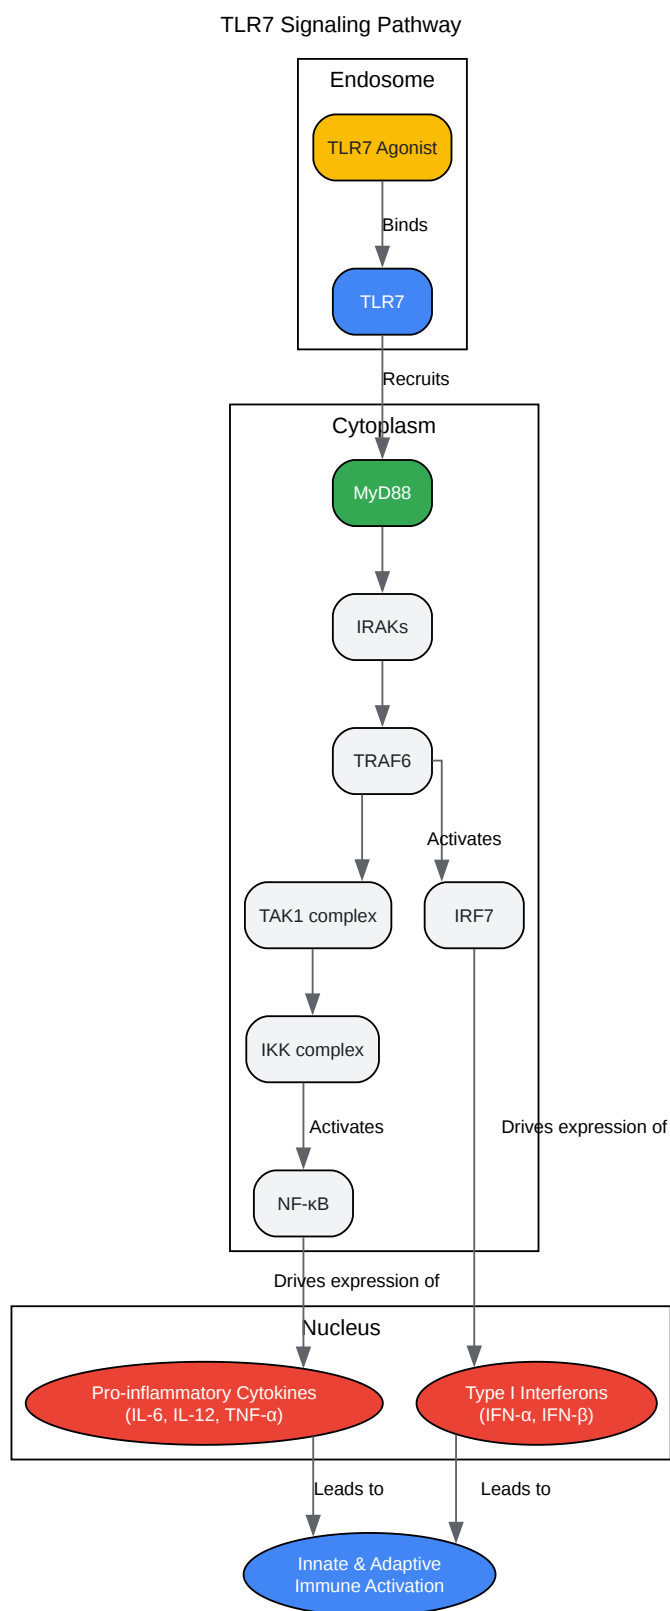 TLR7 Signaling Pathway
Endosome
TLR7 Agonist
Binds
TLR7
Recruits
Cytoplasm
MyD88
IRAKs
TRAF6
Activates
TAK1 complex
IRF7
IKK complex
Activates
Drives expression of
NF-κB
Drives expression of
Nucleus
Pro-inflammatory Cytokines
(IL-6, IL-12, TNF-α)
Type I Interferons
(IFN-α, IFN-β)
Leads to
Leads to
Innate & Adaptive
Immune Activation